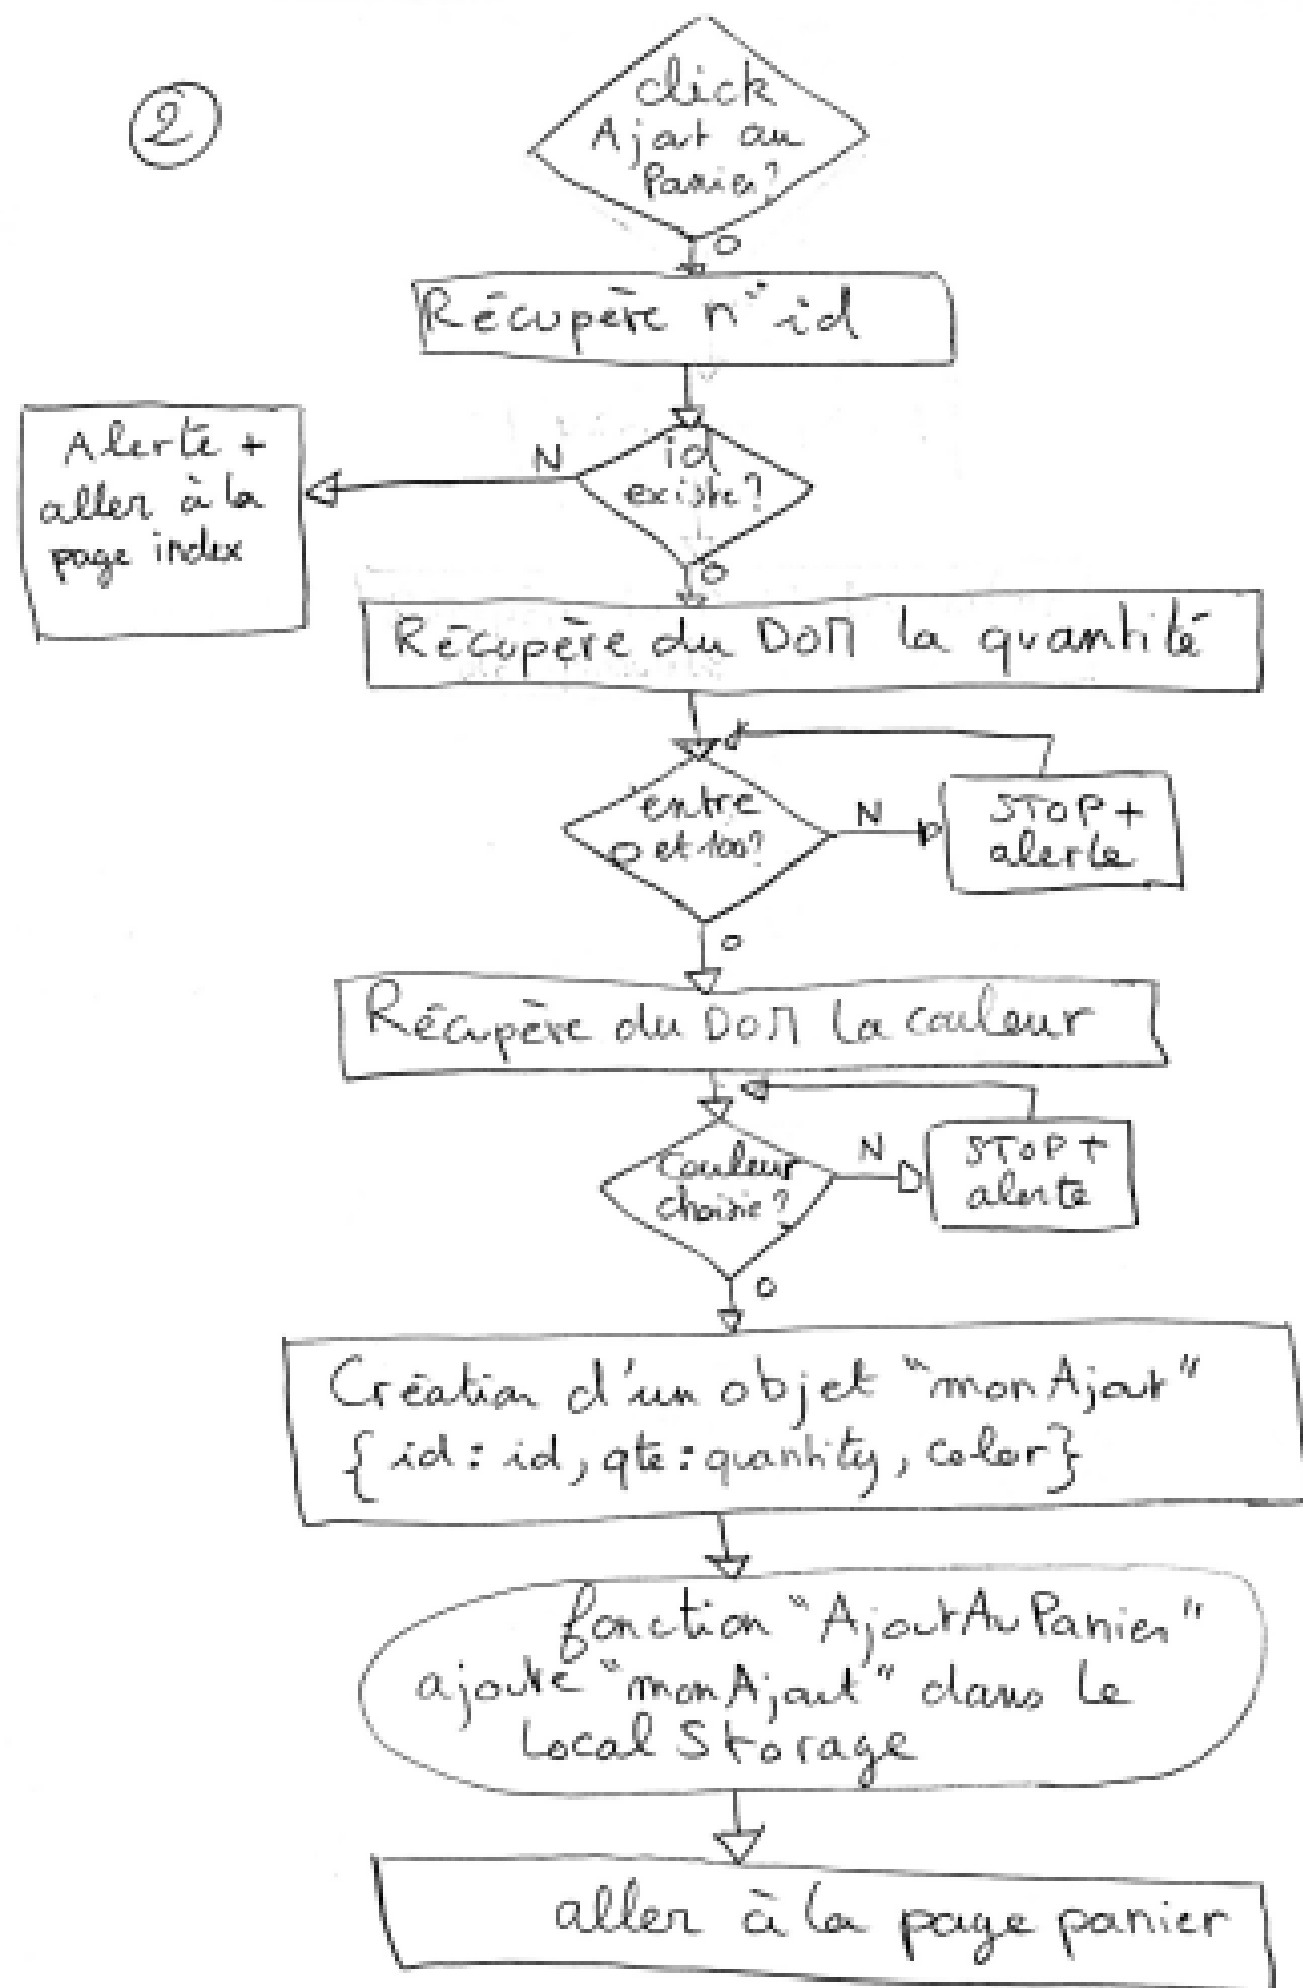 2
click
Ajout au
Panier?
O
Récupère n° id
id
existe?
N
Alerte +
aller à la
page index
O
Récupère du DOM la quantité
entre
0 et 100?
N
STOP +
alerte
O
Récupère du DOM la couleur
Couleur
choisie?
N
STOP +
alerte
O
Création d'un objet "monAjout"
{id: id, qte: quantity, color}
fonction "AjoutAuPanier"
ajoute "monAjout" dans le
Local Storage
aller à la page panier